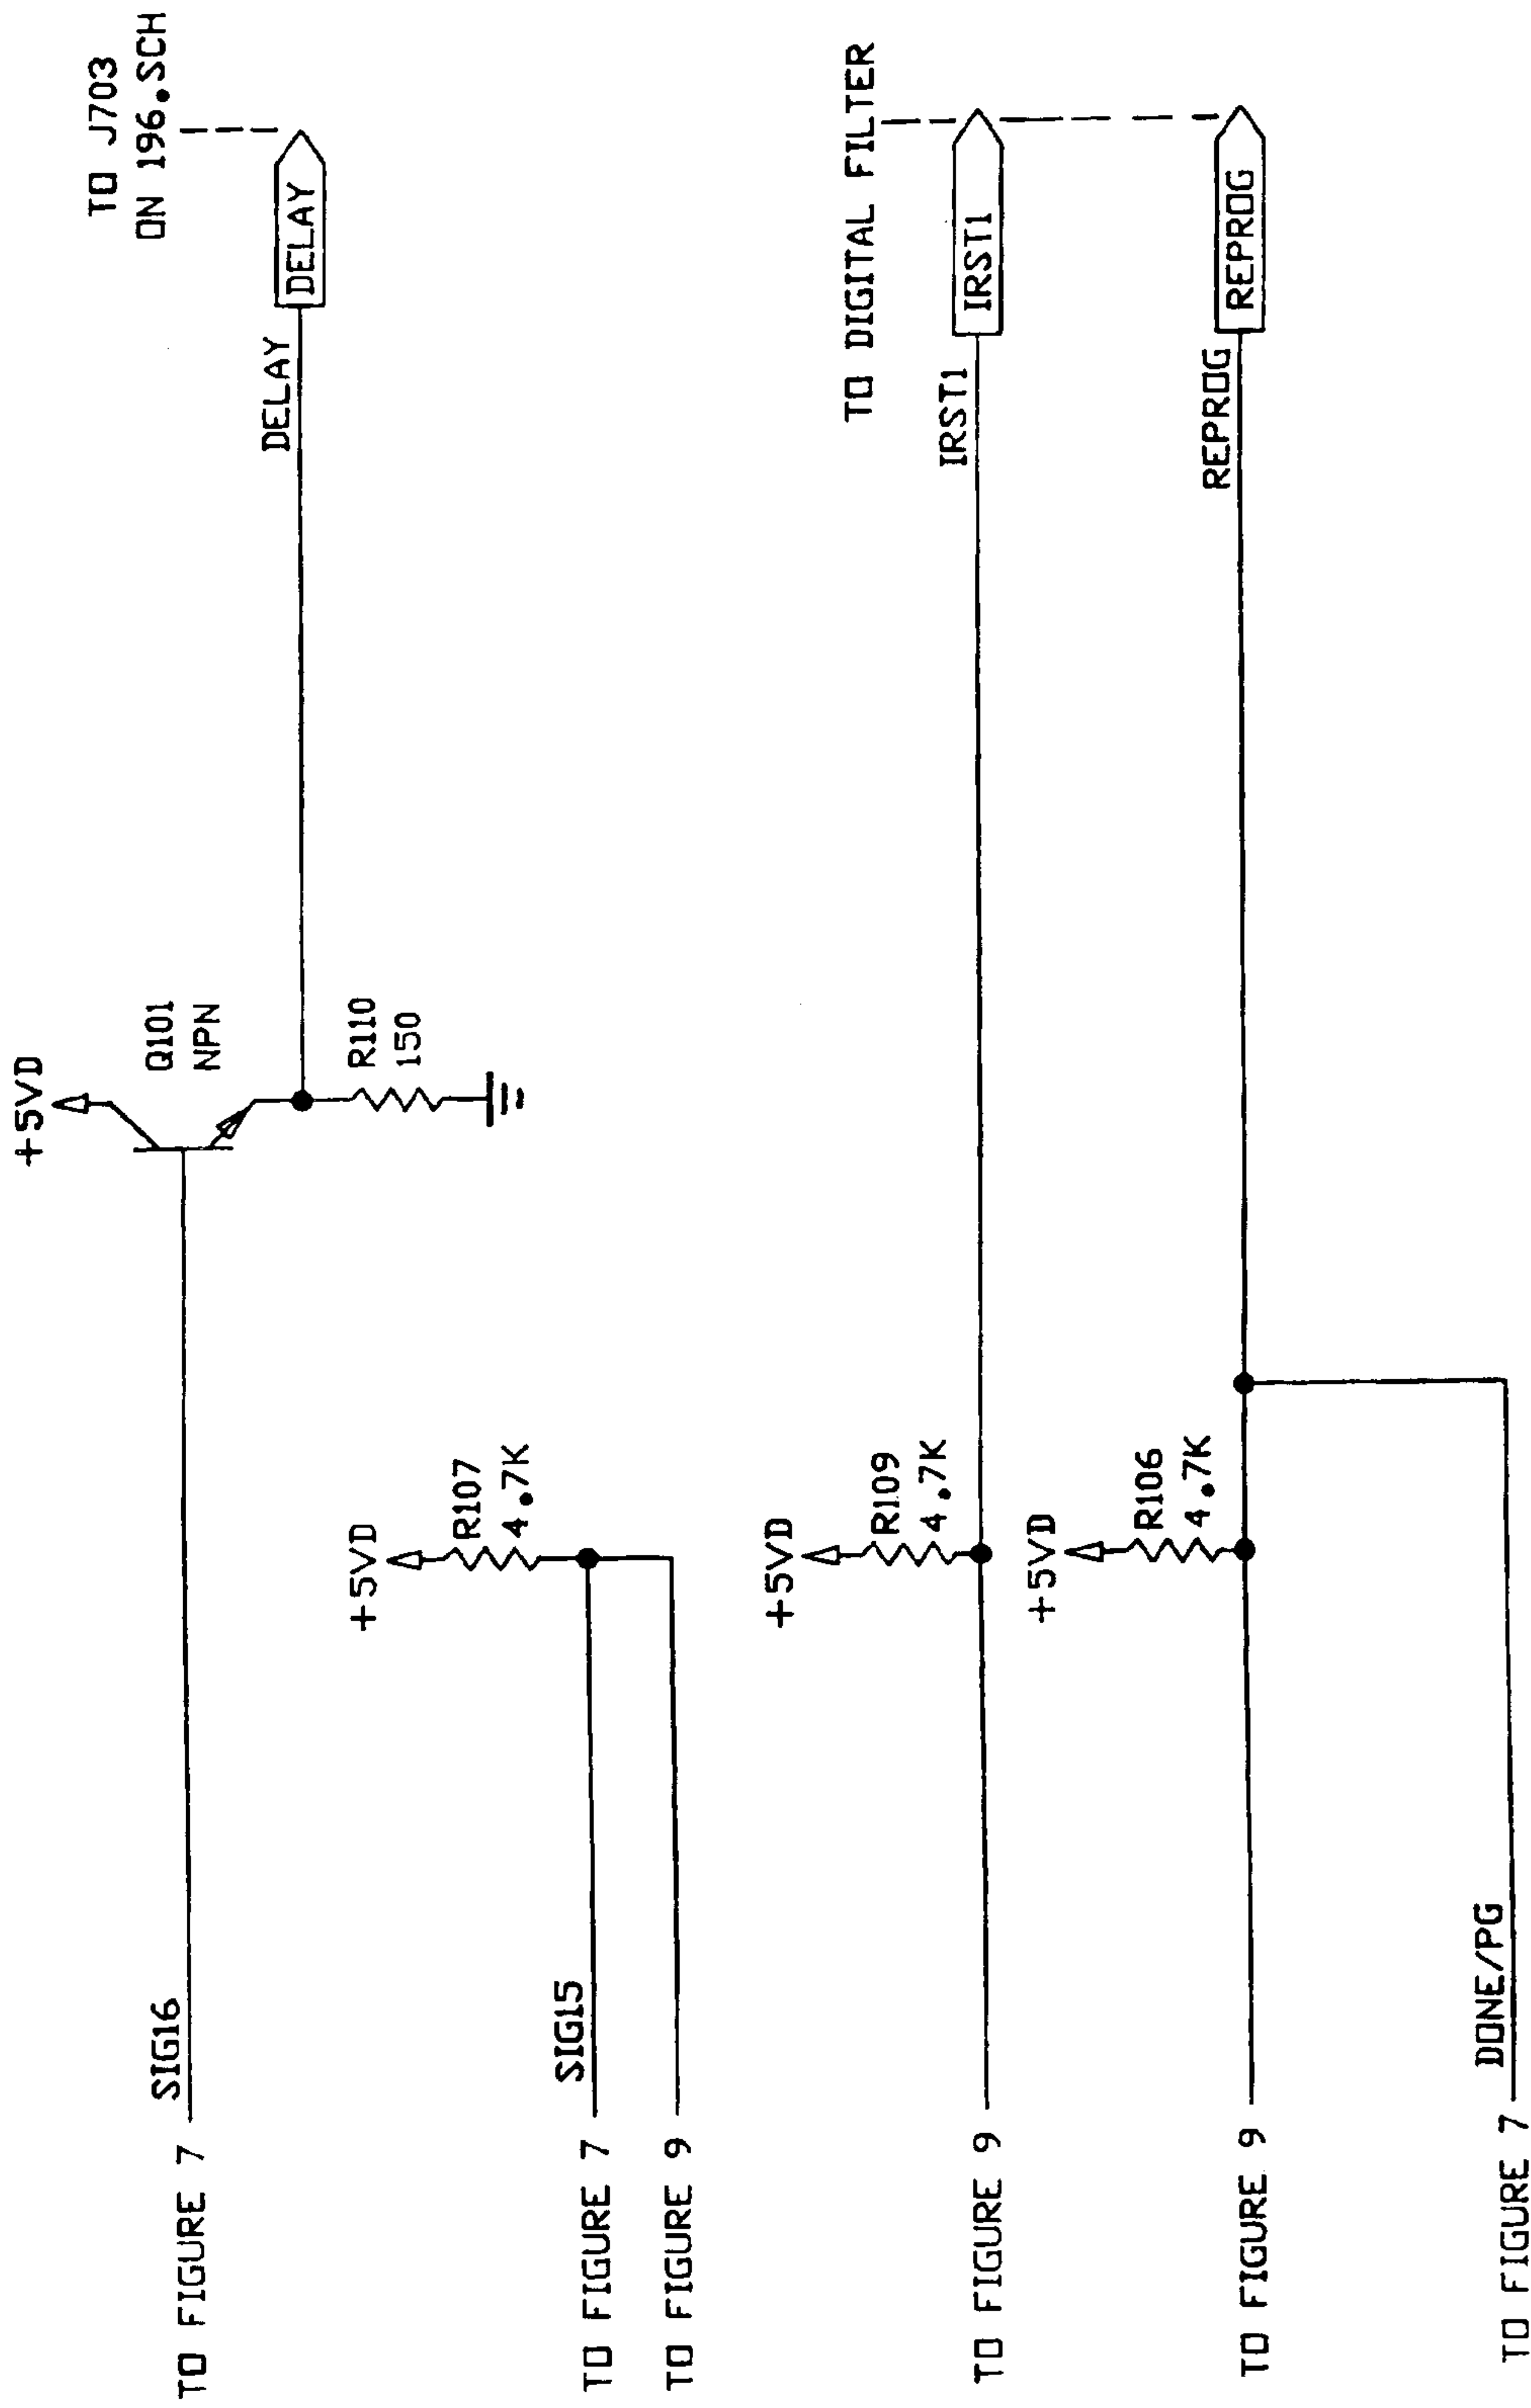 TO J703
ON 196.SCH
+5VD
Q101
NPN
DELAY
DELAY
SIG16
TO FIGURE 7
R110
150
+5VD
R107
4.7K
SIG15
TO FIGURE 7
TO FIGURE 9
TO DIGITAL FILTER
+5VD
R109
4.7K
IRST1
IRST1
TO FIGURE 9
+5VD
R106
4.7K
REPROG
REPROG
TO FIGURE 9
DONE/PG
TO FIGURE 7